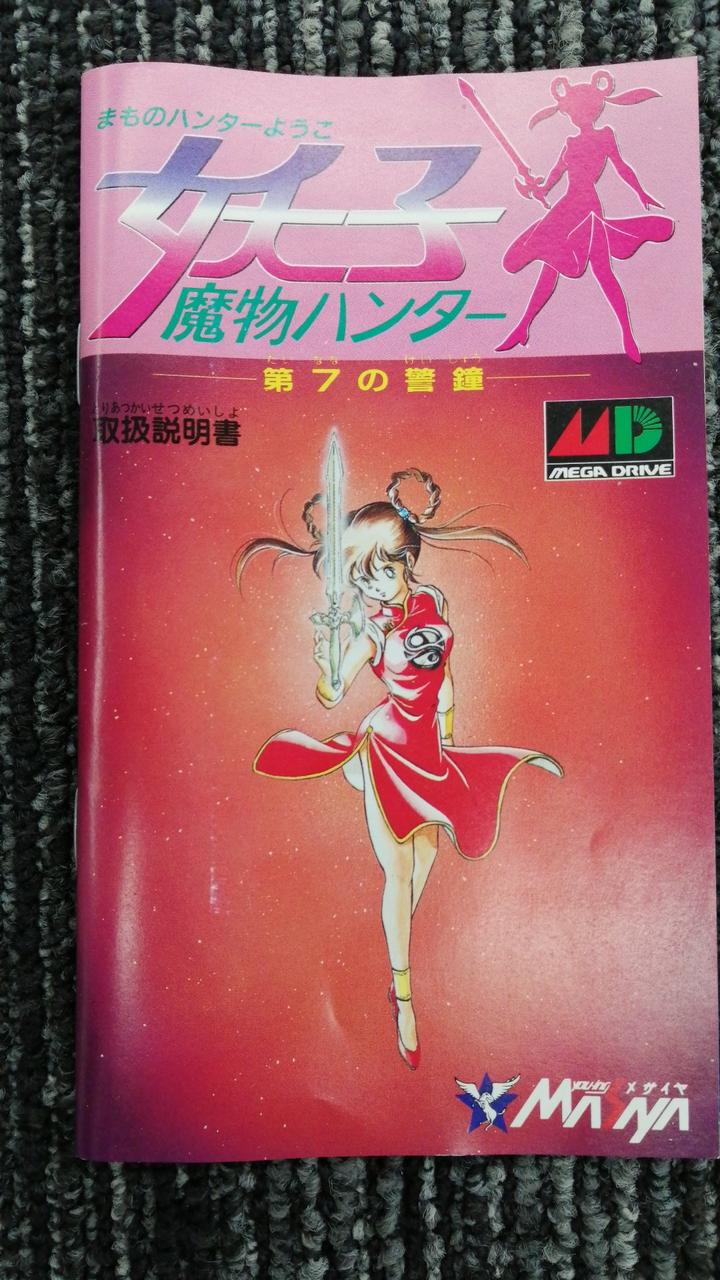 まものハンターようこ
妖子
魔物ハンター
だい なな けいしょう
第7の警鐘
とりあつかいせつめいしょ
取扱説明書
MD
MEGA DRIVE
メサイヤ
MASAYA